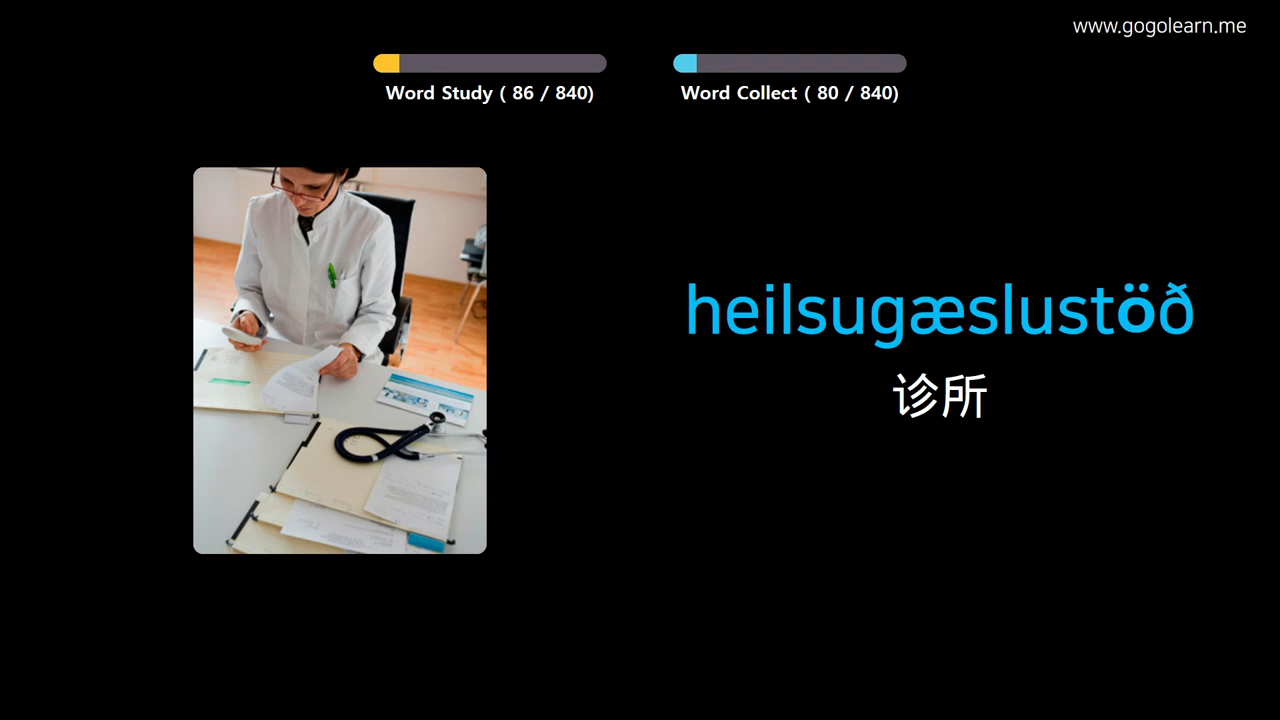 www.gogolearn.me
Word Study ( 86 / 840)
Word Collect ( 80 / 840)
heilsugæslustöð
诊所